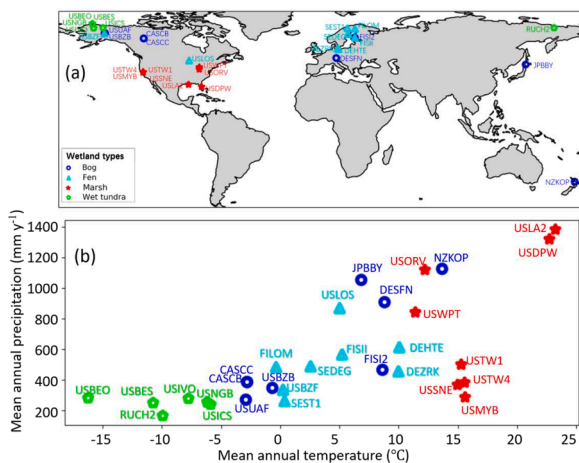 USBEO USBES
USNGB USICS
USUAF
USBZB
CASCB
CASCC
USLOS
USORV
USTW4 USTW1
USMYB USSNE
USLA2
USDPW
FILOM
SEDEG
FISII
DEHTE
DESFN
RUCH2
JPBBY
NZKOP
(a)
Wetland types
Bog
Fen
Marsh
Wet tundra
(b)
Mean annual precipitation (mm y-1)
1400
1200
1000
800
600
400
200
USLA2
USDPW
USORV
NZKOP
JPBBY
DESFN
USLOS
USWPT
FILOM
FISII
DEHTE
SEDEG
FISI2
DEZRK
USTW1
USTW4
USSNE
USMYB
CASCC
CASCB
USBZB
USBZF
USUAF
SEST1
USBEO
USBES
USIVO
USNGB
RUCH2
USICS
-15 -10 -5 0 5 10 15 20 25
Mean annual temperature (°C)